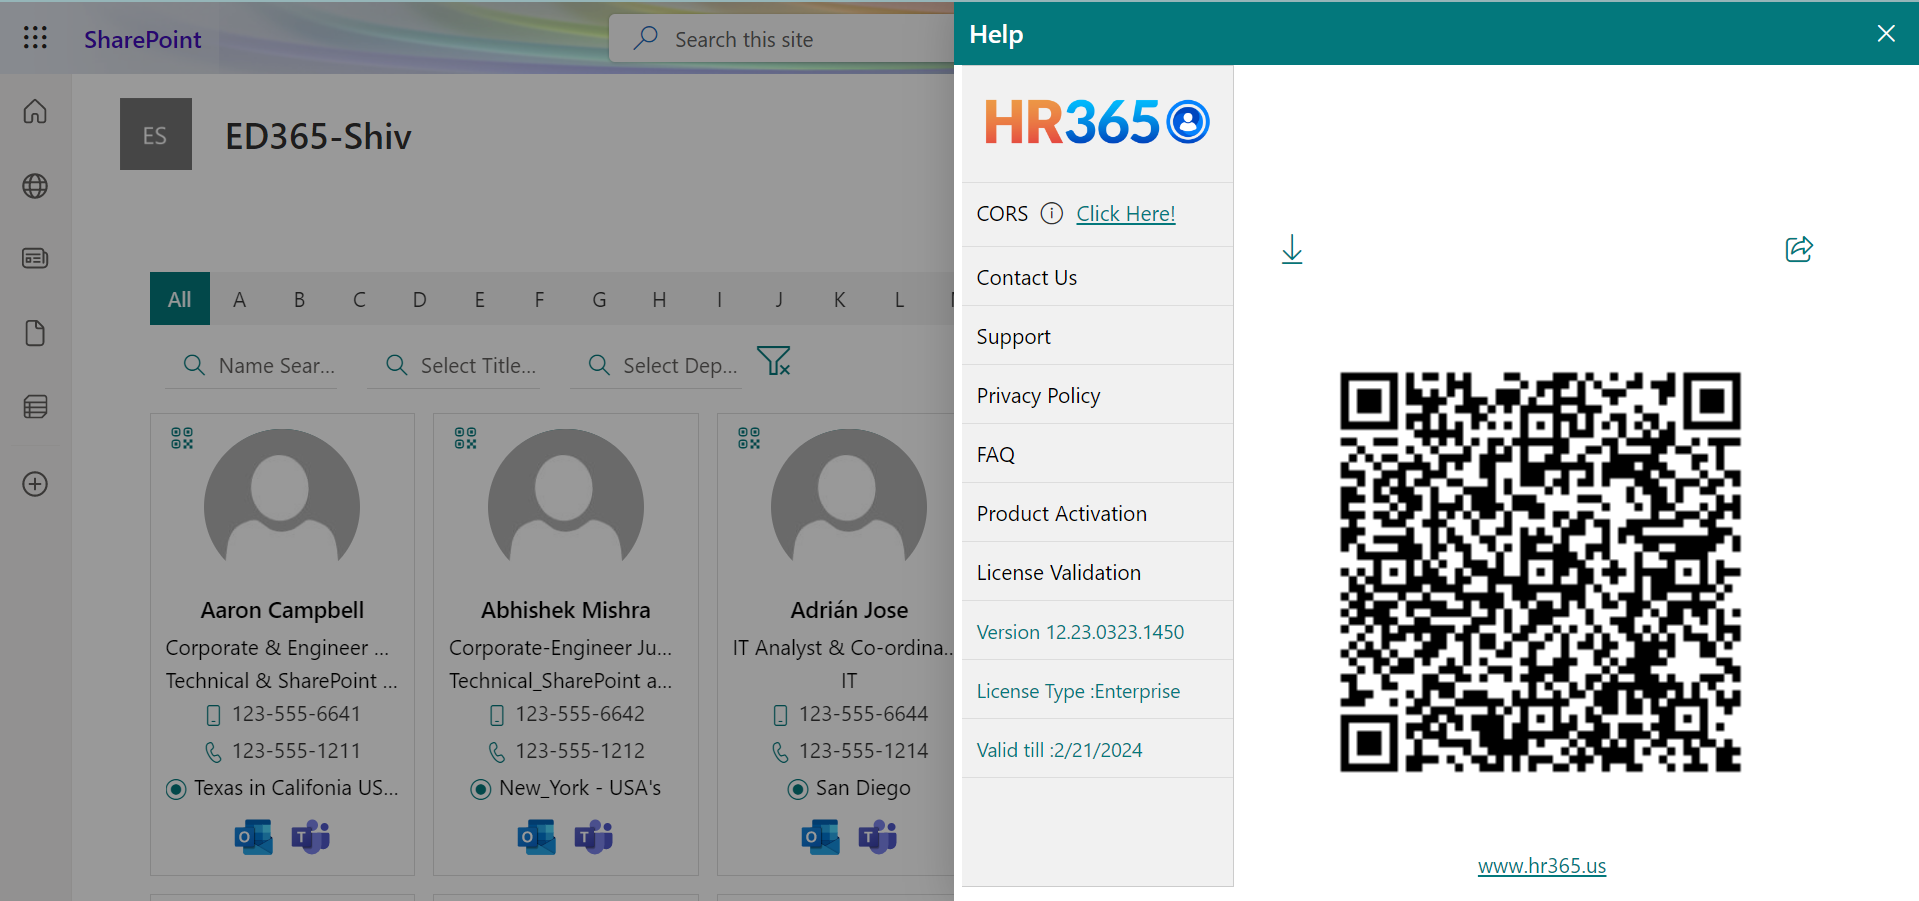 SharePoint
Search this site
Help
ES
ED365-Shiv
HR365
CORS Click Here!
Contact Us
Support
Privacy Policy
FAQ
Product Activation
License Validation
Version 12.23.0323.1450
License Type :Enterprise
Valid till :2/21/2024
All A B C D E F G H I J K L
Name Sear... Select Title... Select Dep...
Aaron Campbell
Corporate & Engineer ...
Technical & SharePoint ...
123-555-6641
123-555-1211
Texas in Califonia US...
Abhishek Mishra
Corporate-Engineer Ju...
Technical_SharePoint a...
123-555-6642
123-555-1212
New_York - USA's
Adrián Jose
IT Analyst & Co-ordina...
IT
123-555-6644
123-555-1214
San Diego
www.hr365.us